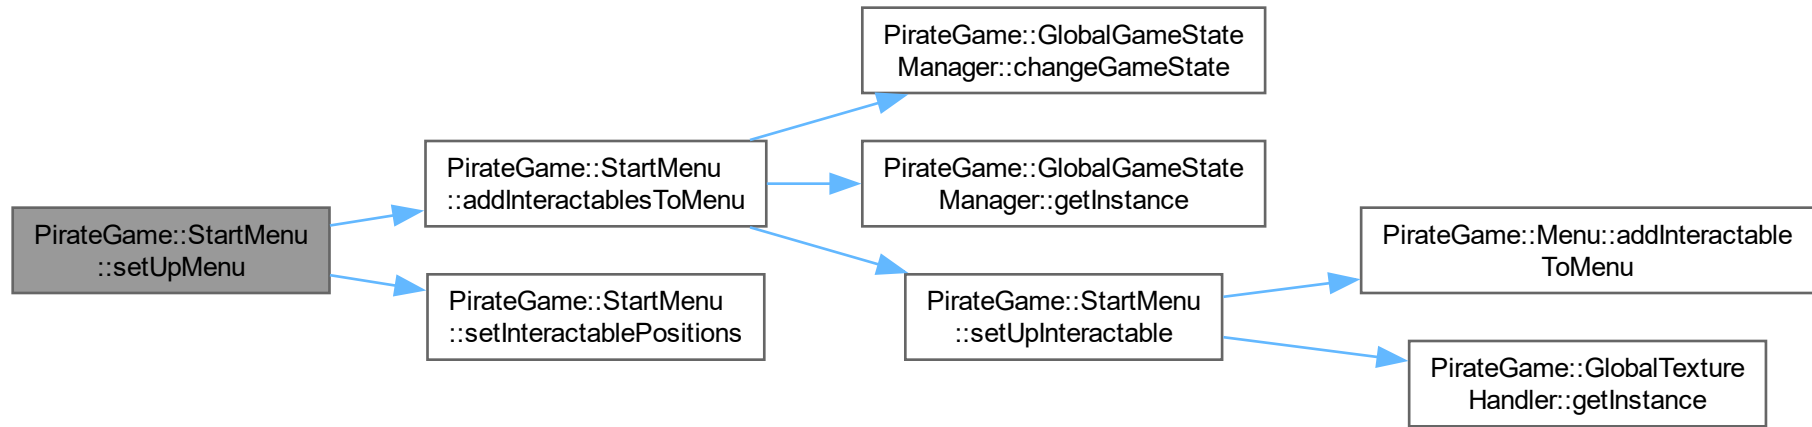 PirateGame::StartMenu
::setUpMenu
PirateGame::StartMenu
::addInteractablesToMenu
PirateGame::StartMenu
::setInteractablePositions
PirateGame::GlobalGameState
Manager::changeGameState
PirateGame::GlobalGameState
Manager::getInstance
PirateGame::StartMenu
::setUpInteractable
PirateGame::Menu::addInteractable
ToMenu
PirateGame::GlobalTexture
Handler::getInstance